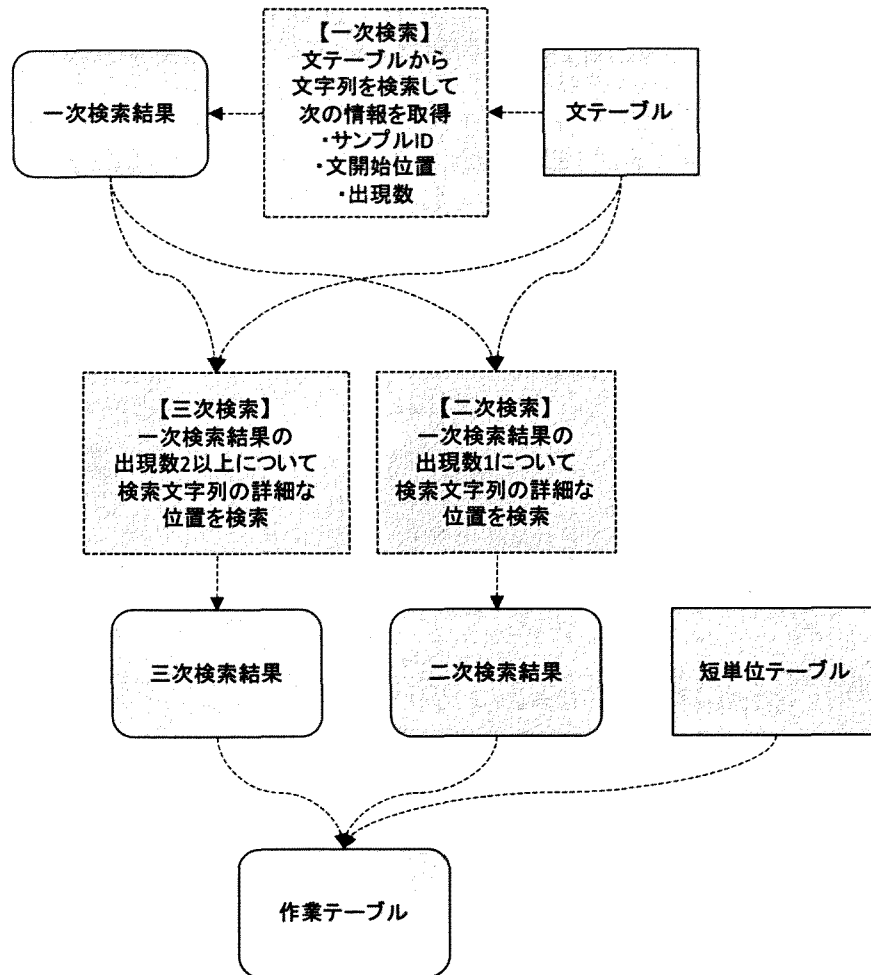 【一次検索】
文テーブルから
文字列を検索して
次の情報を取得
・サンプルID
・文開始位置
・出現数
一次検索結果
文テーブル
【三次検索】
一次検索結果の
出現数2以上について
検索文字列の詳細な
位置を検索
【二次検索】
一次検索結果の
出現数1について
検索文字列の詳細な
位置を検索
三次検索結果
二次検索結果
短単位テーブル
作業テーブル